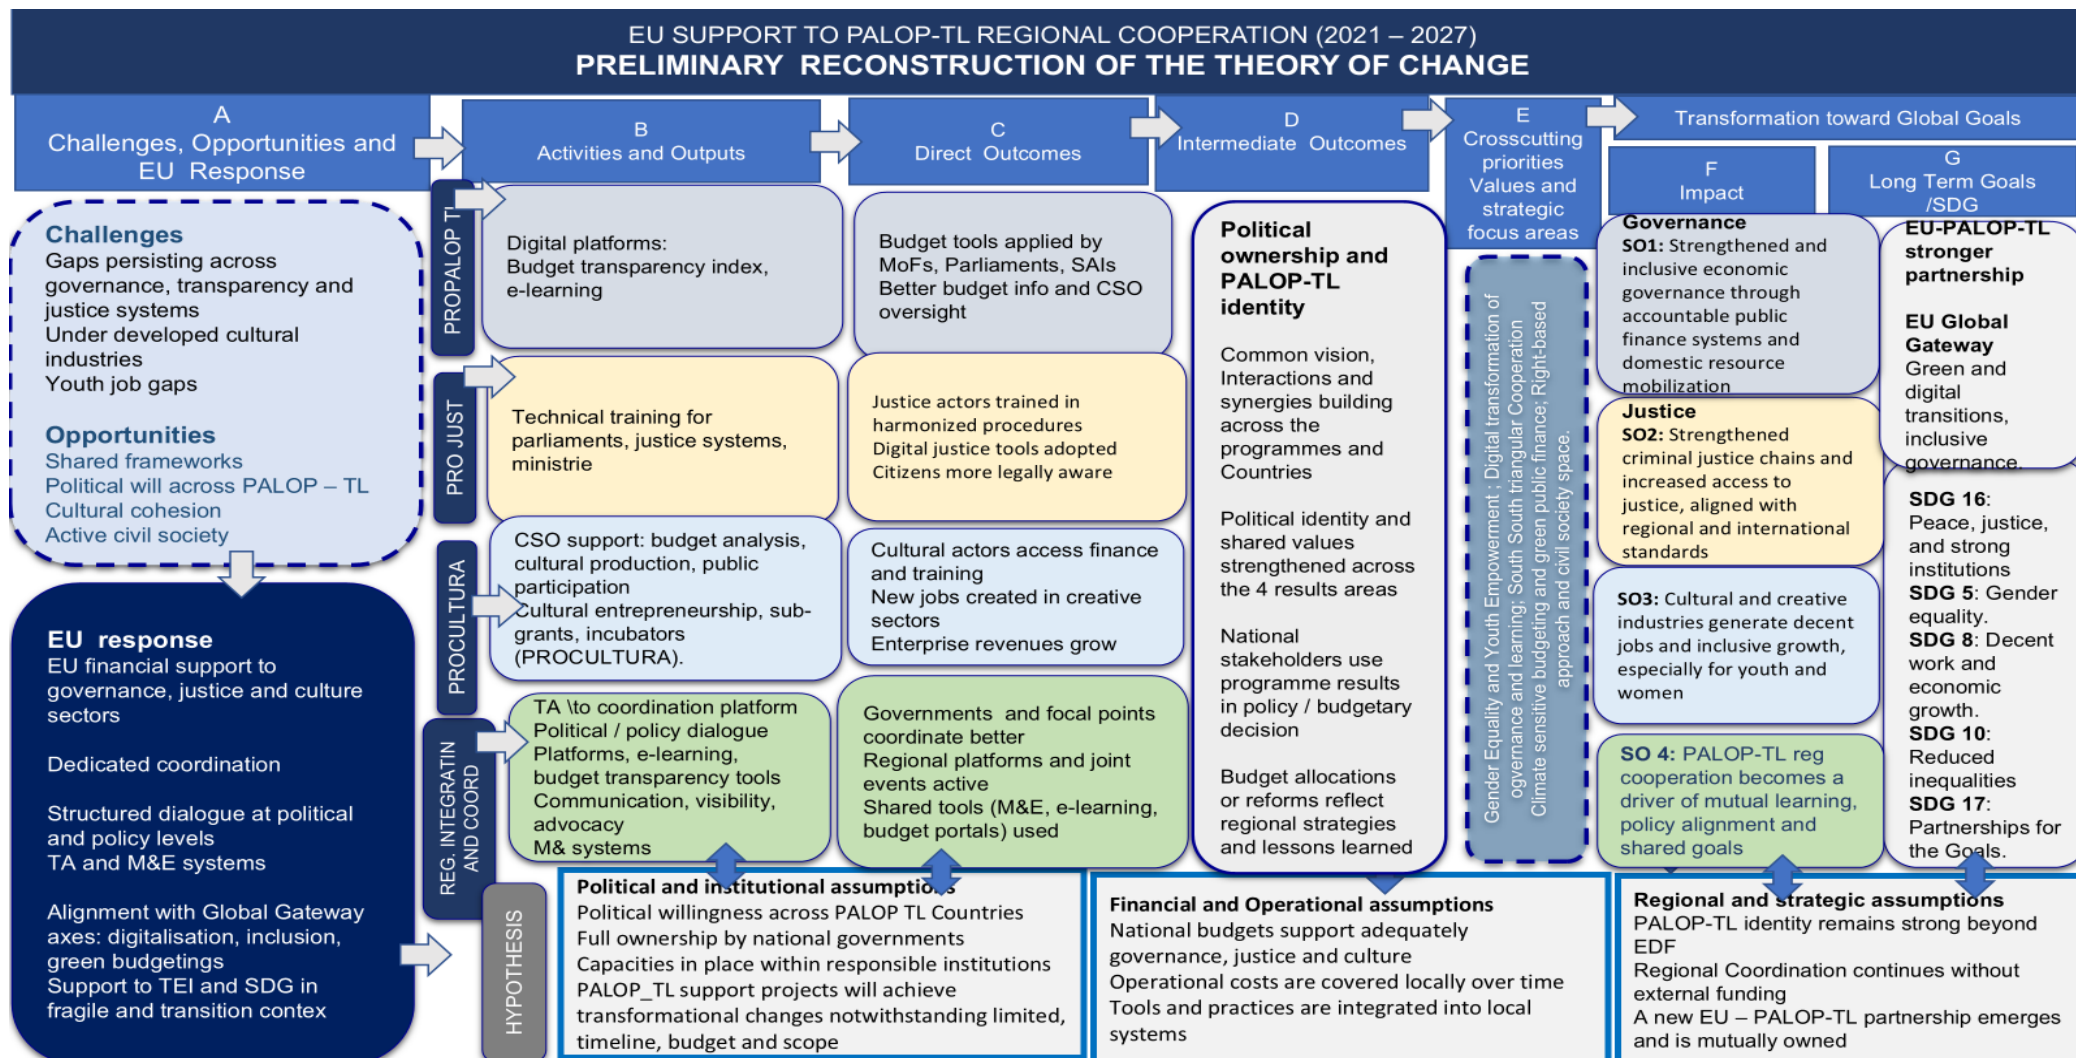 EU SUPPORT TO PALOP-TL REGIONAL COOPERATION (2021 – 2027)
PRELIMINARY RECONSTRUCTION OF THE THEORY OF CHANGE
A
Challenges, Opportunities and
EU Response
B
Activities and Outputs
C
Direct Outcomes
D
Intermediate Outcomes
E
Crosscutting
priorities
Values and
strategic
focus areas
Transformation toward Global Goals
F
Impact
G
Long Term Goals
/SDG
Challenges
Gaps persisting across
governance, transparency and
justice systems
Under developed cultural
industries
Youth job gaps
Opportunities
Shared frameworks
Political will across PALOP – TL
Cultural cohesion
Active civil society
EU response
EU financial support to
governance, justice and culture
sectors
Dedicated coordination
Structured dialogue at political
and policy levels
TA and M&E systems
Alignment with Global Gateway
axes: digitalisation, inclusion,
green budgetings
Support to TEI and SDG in
fragile and transition contex
PROPALOP TL
Digital platforms:
Budget transparency index,
e-learning
Budget tools applied by
MoFs, Parliaments, SAIs
Better budget info and CSO
oversight
PRO JUST
Technical training for
parliaments, justice systems,
ministrie
Justice actors trained in
harmonized procedures
Digital justice tools adopted
Citizens more legally aware
PROCULTURA
CSO support: budget analysis,
cultural production, public
participation
Cultural entrepreneurship, sub-
grants, incubators
(PROCULTURA).
Cultural actors access finance
and training
New jobs created in creative
sectors
Enterprise revenues grow
REG. INTEGRATIN
AND COORD
TA \to coordination platform
Political / policy dialogue
Platforms, e-learning,
budget transparency tools
Communication, visibility,
advocacy
M& systems
Governments and focal points
coordinate better
Regional platforms and joint
events active
Shared tools (M&E, e-learning,
budget portals) used
Political
ownership and
PALOP-TL
identity
Common vision,
Interactions and
synergies building
across the
programmes and
Countries
Political identity and
shared values
strengthened across
the 4 results areas
National
stakeholders use
programme results
in policy / budgetary
decision
Budget allocations
or reforms reflect
regional strategies
and lessons learned
Gender Equality and Youth Empowerment ; Digital transformation of
ogvernance and learning; South South triangular Cooperation
Climate sensitive budgeting and green public finance; Right-based
approach and civil society space.
Governance
SO1: Strengthened and
inclusive economic
governance through
accountable public
finance systems and
domestic resource
mobilization
Justice
SO2: Strengthened
criminal justice chains and
increased access to
justice, aligned with
regional and international
standards
SO3: Cultural and creative
industries generate decent
jobs and inclusive growth,
especially for youth and
women
SO 4: PALOP-TL reg
cooperation becomes a
driver of mutual learning,
policy alignment and
shared goals
EU-PALOP-TL
stronger
partnership
EU Global
Gateway
Green and
digital
transitions,
inclusive
governance.
SDG 16:
Peace, justice,
and strong
institutions
SDG 5: Gender
equality.
SDG 8: Decent
work and
economic
growth.
SDG 10:
Reduced
inequalities
SDG 17:
Partnerships for
the Goals.
HYPOTHESIS
Political and institutional assumptions
Political willingness across PALOP TL Countries
Full ownership by national governments
Capacities in place within responsible institutions
PALOP_TL support projects will achieve
transformational changes notwithstanding limited,
timeline, budget and scope
Financial and Operational assumptions
National budgets support adequately
governance, justice and culture
Operational costs are covered locally over time
Tools and practices are integrated into local
systems
Regional and strategic assumptions
PALOP-TL identity remains strong beyond
EDF
Regional Coordination continues without
external funding
A new EU – PALOP-TL partnership emerges
and is mutually owned